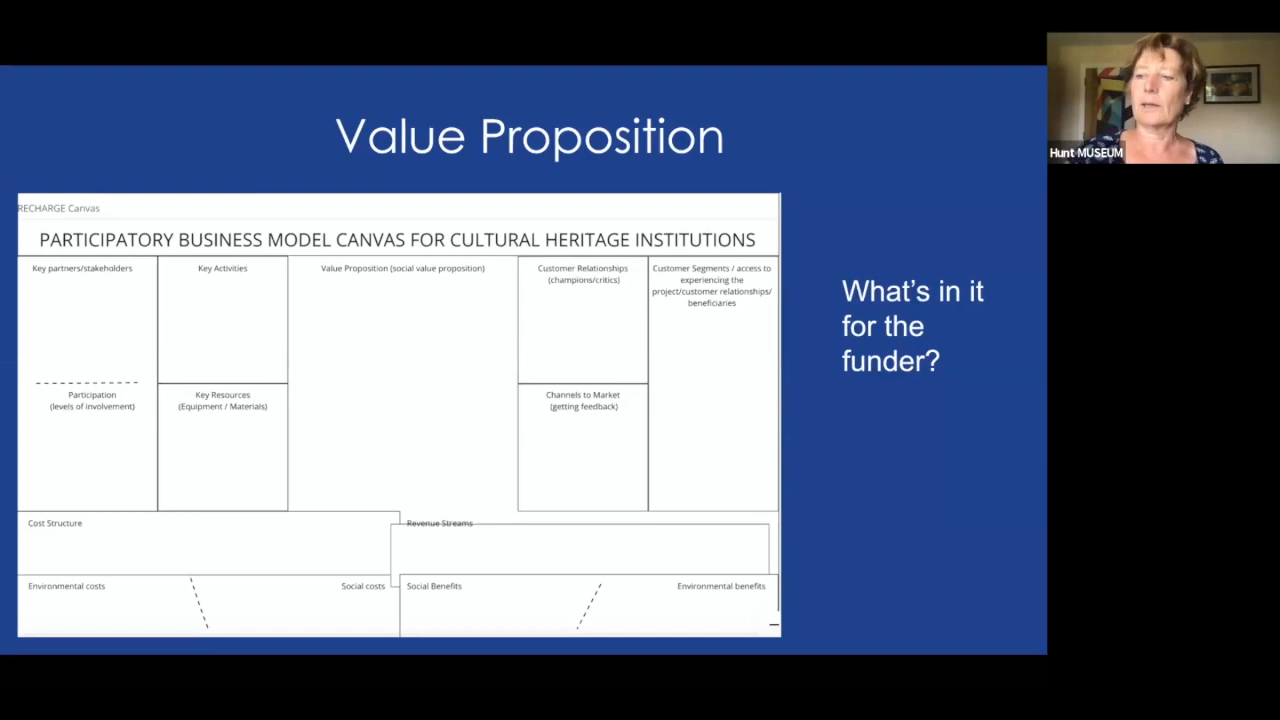 Value Proposition
RECHARGE Canvas
PARTICIPATORY BUSINESS MODEL CANVAS FOR CULTURAL HERITAGE INSTITUTIONS
Key partners/stakeholders
Participation
(levels of involvement)
Key Activities
Key Resources
(Equipment / Materials)
Value Proposition (social value proposition)
Customer Relationships
(champions/critics)
Channels to Market
(getting feedback)
Customer Segments / access to
experiencing the
project/customer relationships/
beneficiaries
Cost Structure
Revenue Streams
Environmental costs
Social costs
Social Benefits
Environmental benefits
What's in it
for the
funder?
Hunt MUSEUM